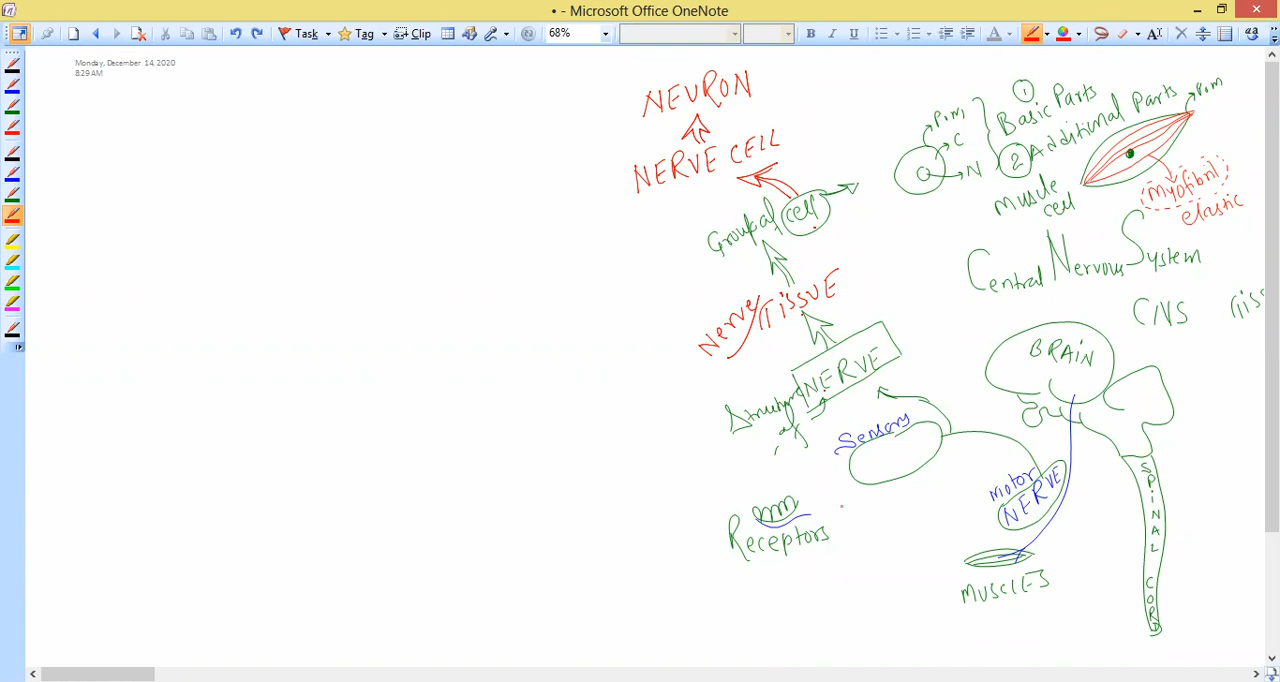 • - Microsoft Office OneNote
Task
Tag
Clip
68%
B I U
A
Monday, December 14, 2020
8:29 AM
NEURON
NERVE CELL
Group of cell
Nerve/TissuE
NERVE
Structure of
Sensory
Receptors
P.M,
C
N
① Basic Parts
② Additional Parts
P.M
Muscle
cell
Myofibril
elastic
Central Nervous System
CNS
BRAiN
MOTOR
NERVE
MUSCLES
SPiNAL CORD